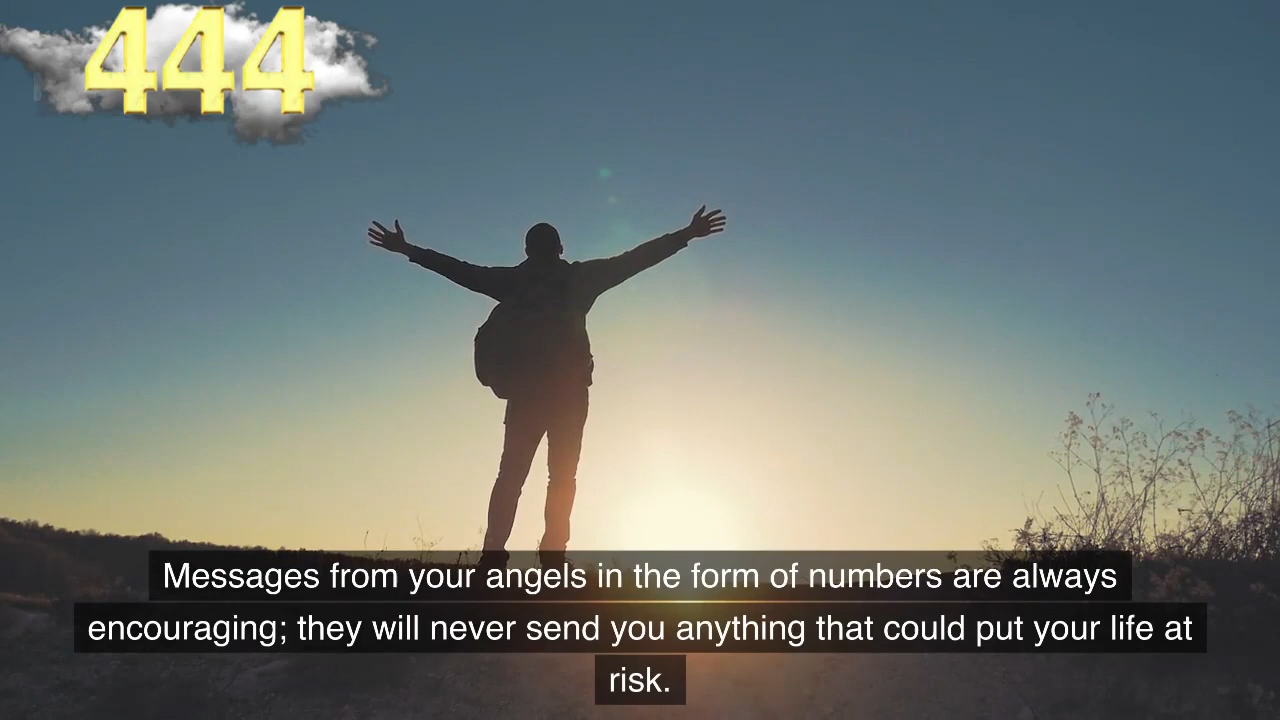 444
Messages from your angels in the form of numbers are always
encouraging; they will never send you anything that could put your life at
risk.